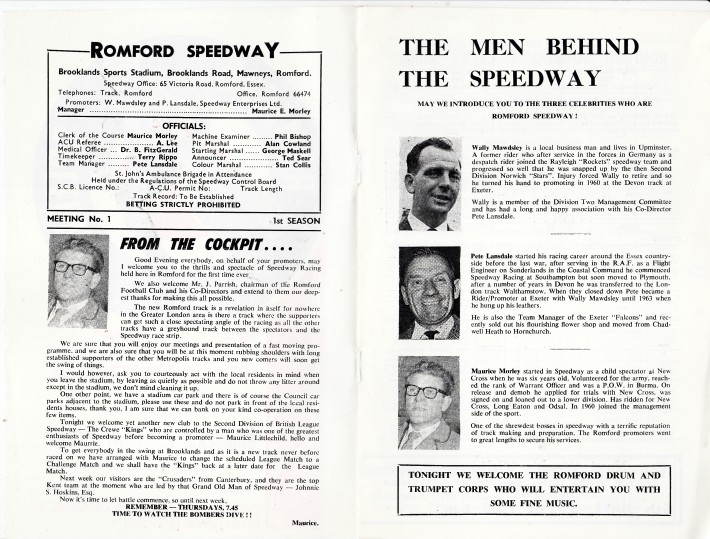 ROMFORD SPEEDWAY
Brooklands Sports Stadium, Brooklands Road, Mawneys, Romford.
Speedway Office: 65 Victoria Road, Romford, Essex.
Telephones: Track, Romford Office, Romford 66474
Promoters: W. Mawdsley and P. Lansdale, Speedway Enterprises Ltd.
Manager Maurice E. Morley
OFFICIALS:
Clerk of the Course Maurice Morley
ACU Referee .......... A. Lee
Medical Officer ... Dr. B. FitzGerald
Timekeeper ............ Terry Rippo
Team Manager ...... Pete Lansdale
Machine Examiner ...... Phil Bishop
Pit Marshal ........ Alan Cowland
Starting Marshal .. George Maskell
Announcer ............ Ted Sear
Colour Marshal ...... Stan Collis
St. John's Ambulance Brigade in Attendance
Held under the Regulations of the Speedway Control Board
S.C.B. Licence No.: A-C.U. Permit No: Track Length
Track Record: To Be Established
BETTING STRICTLY PROHIBITED
MEETING No. 1 1st SEASON
FROM THE COCKPIT....
Good Evening everybody, on behalf of your promoters, may
I welcome you to the thrills and spectacle of Speedway Racing
held here in Romford for the first time ever.
We also welcome Mr. J. Parrish, chairman of the Romford
Football Club and his Co-Directors and extend to them our deep-
est thanks for making this all possible.
The new Romford track is a revelation in itself for nowhere
in the Greater London area is there a track where the supporters
can get such a close spectating angle of the racing as all the other
tracks have a greyhound track between the spectators and the
Speedway race strip.
We are sure that you will enjoy our meetings and presentation of a fast moving pro-
gramme, and we are also sure that you will be at this moment rubbing shoulders with long
established supporters of the other Metropolis tracks and you new comers will soon get
the swing of things.
I would however, ask you to courteously act with the local residents in mind when
you leave the stadium, by leaving as quietly as possible and do not throw any litter around
except in the stadium, we don't mind cleaning it up.
One other point, we have a stadium car park and there is of course the Council car
parks adjacent to the stadium, please use these and do not park in front of the local resi-
dents houses, thank you, I am sure that we can bank on your kind co-operation on these
few items.
Tonight we welcome yet another new club to the Second Division of British League
Speedway — The Crewe "Kings" who are controlled by a man who was one of the greatest
enthusiasts of Speedway before becoming a promoter — Maurice Littlechild, hello and
welcome Maurrie.
To get everybody in the swing at Brooklands and as it is a new track never before
raced on we have arranged with Maurice to change the scheduled League Match to a
Challenge Match and we shall have the "Kings" back at a later date for the League
Match.
Next week our visitors are the "Crusaders" from Canterbury, and they are the top
Kent team at the moment who are led by that Grand Old Man of Speedway — Johnnie
S. Hoskins, Esq.
Now it's time to let battle commence, so until next week,
REMEMBER — THURSDAYS, 7.45
TIME TO WATCH THE BOMBERS DIVE!!
Maurice.
THE MEN BEHIND
THE SPEEDWAY
MAY WE INTRODUCE YOU TO THE THREE CELEBRITIES WHO ARE
ROMFORD SPEEDWAY!
Wally Mawdsley is a local business man and lives in Upminster.
A former rider who after service in the forces in Germany as a
dispatch rider joined the Rayleigh "Rockets" speedway team and
progressed so well that he was snapped up by the then Second
Division Norwich "Stars". Injury forced Wally to retire and so
he turned his hand to promoting in 1960 at the Devon track at
Exeter.
Wally is a member of the Division Two Management Committee
and has had a long and happy association with his Co-Director
Pete Lansdale.
Pete Lansdale started his racing career around the Essex country-
side before the last war, after serving in the R.A.F. as a Flight
Engineer on Sunderlands in the Coastal Command he commenced
Speedway Racing at Southampton but soon moved to Plymouth,
after a number of years in Devon he was transferred to the Lon-
don track Walthamstow. When they closed down Pete became a
Rider/Promoter at Exeter with Wally Mawdsley until 1963 when
he hung up his leathers.
He is also the Team Manager of the Exeter "Falcons" and rec-
ently sold out his flourishing flower shop and moved from Chad-
well Heath to Hornchurch.
Maurice Morley started in Speedway as a child spectator at New
Cross when he was six years old. Volunteered for the army, reach-
ed the rank of Warrant Officer and was a P.O.W. in Burma. On
release and demob he applied for trials with New Cross, was
signed on and loaned out to a lower division. Has ridden for New
Cross, Long Eaton and Odsal. In 1960 joined the management
side of the sport.
One of the shrewdest bosses in speedway with a terrific reputation
of track making and preparation. The Romford promoters went
to great lengths to secure his services.
TONIGHT WE WELCOME THE ROMFORD DRUM AND
TRUMPET CORPS WHO WILL ENTERTAIN YOU WITH
SOME FINE MUSIC.